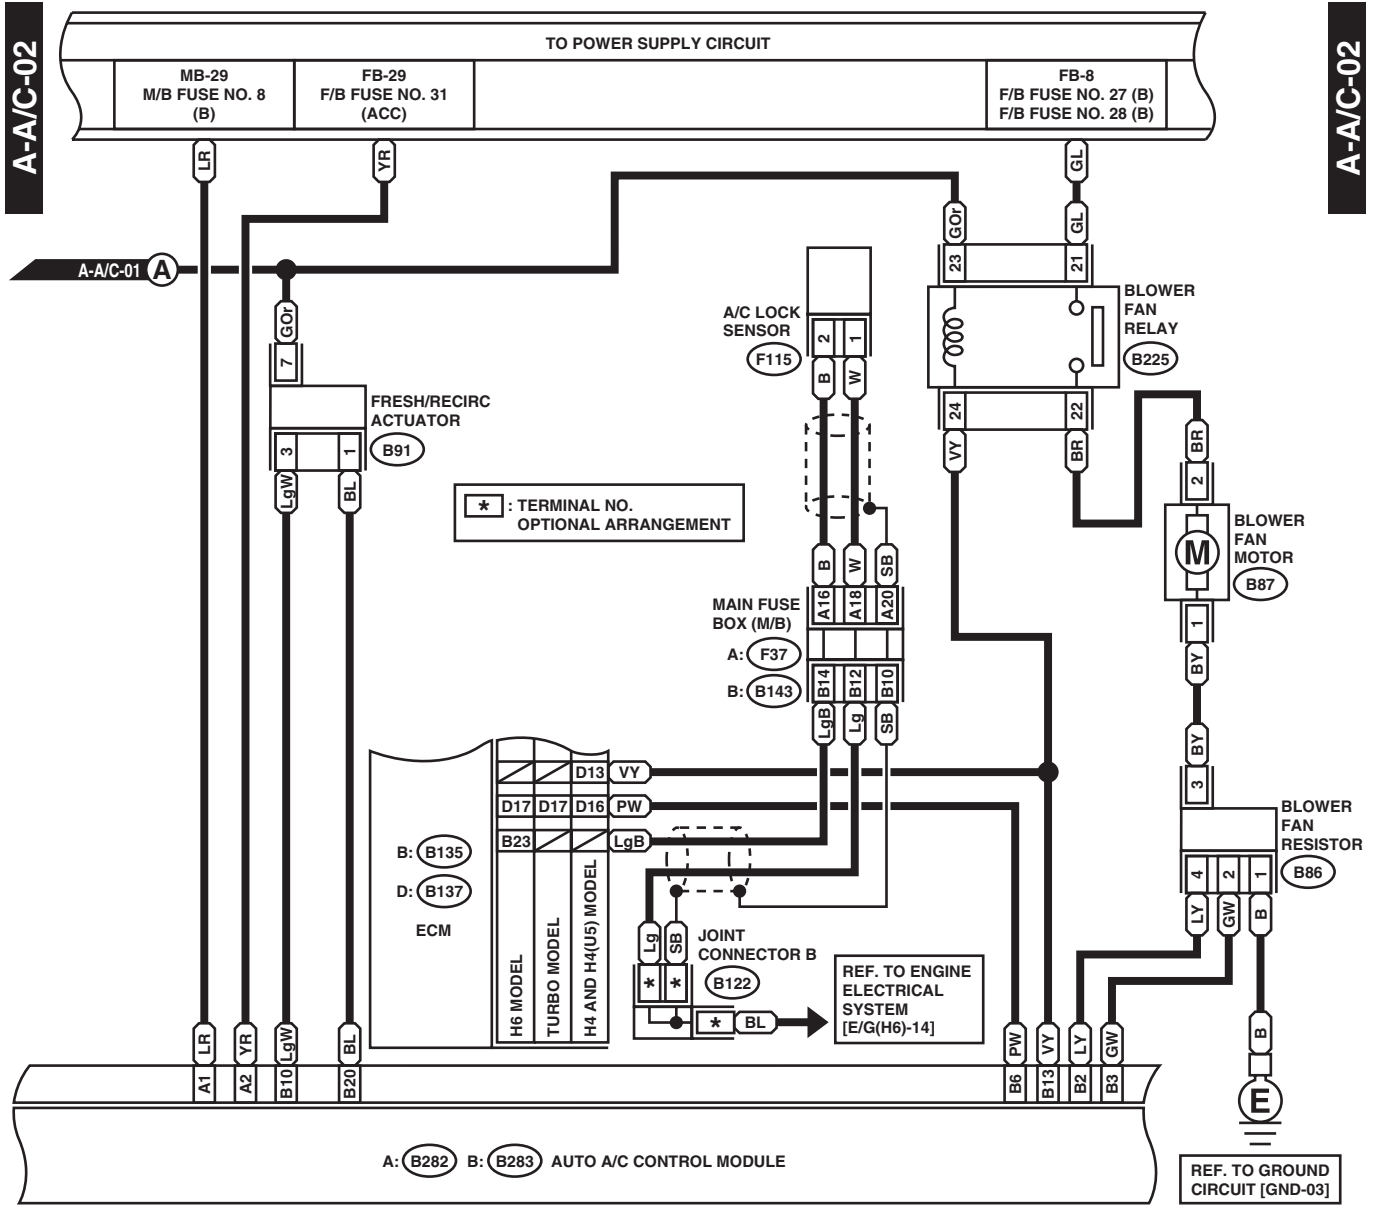 A-A/C-02
A-A/C-02
TO POWER SUPPLY CIRCUIT
MB-29
M/B FUSE NO. 8
(B)
FB-29
F/B FUSE NO. 31
(ACC)
FB-8
F/B FUSE NO. 27 (B)
F/B FUSE NO. 28 (B)
LR
YR
GL
GOr
GL
23
21
A-A/C-01
A
BLOWER
FAN
RELAY
B225
A/C LOCK
SENSOR
F115
2
1
B
W
GOr
7
FRESH/RECIRC
ACTUATOR
B91
3
1
LgW
BL
24
22
VY
BR
BR
2
* : TERMINAL NO.
OPTIONAL ARRANGEMENT
M
BLOWER
FAN
MOTOR
B87
1
BY
B
W
SB
A16
A18
A20
MAIN FUSE
BOX (M/B)
A: F37
B: B143
B14
B12
B10
LgB
Lg
SB
BY
3
BLOWER
FAN
RESISTOR
B86
4
2
1
LY
GW
B
D13
VY
D17
D17
D16
PW
B23
LgB
B: B135
D: B137
ECM
H6 MODEL
TURBO MODEL
H4 AND H4(U5) MODEL
Lg
SB
JOINT
CONNECTOR B
B122
*
*
*
BL
REF. TO ENGINE
ELECTRICAL
SYSTEM
[E/G(H6)-14]
LR
YR
LgW
BL
PW
VY
LY
GW
B
A1
A2
B10
B20
B6
B13
B2
B3
E
A: B282 B: B283 AUTO A/C CONTROL MODULE
REF. TO GROUND
CIRCUIT [GND-03]